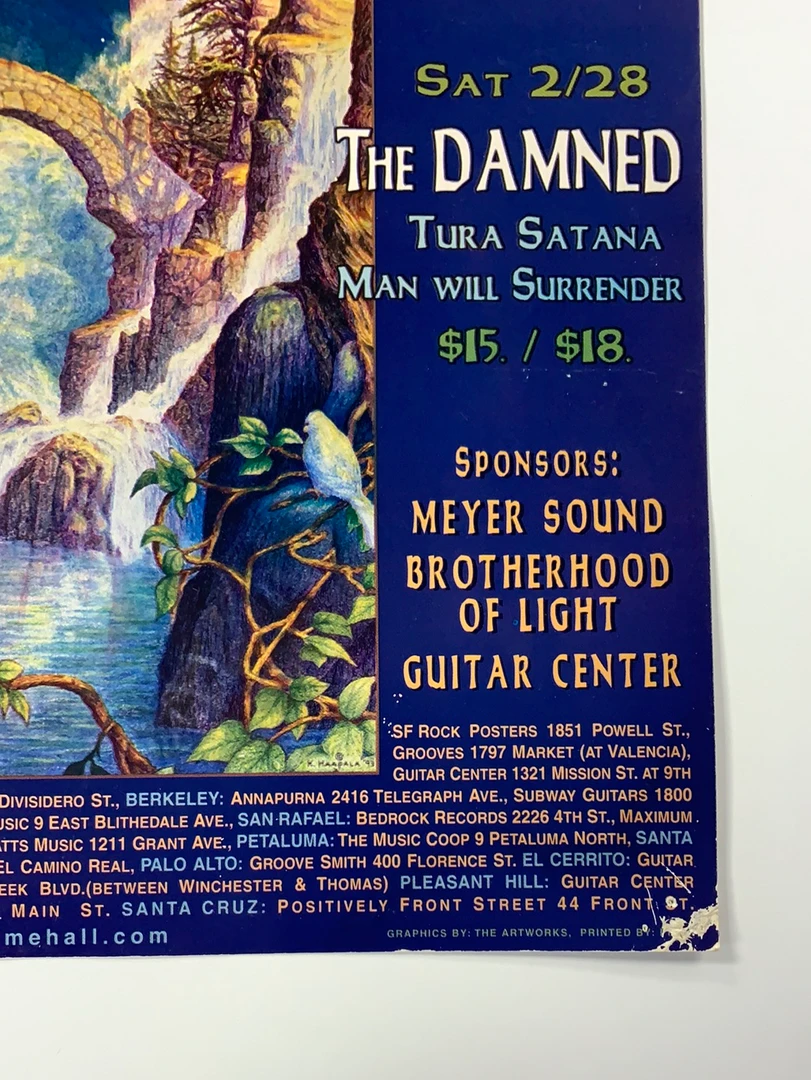 SAT 2/28
THE DAMNED
TURA SATANA
MAN WILL SURRENDER
$15. / $18.
SPONSORS:
MEYER SOUND
BROTHERHOOD
OF LIGHT
GUITAR CENTER
SF ROCK POSTERS 1851 POWELL ST.,
GROOVES 1797 MARKET (AT VALENCIA),
GUITAR CENTER 1321 MISSION ST. AT 9TH
K. HAAPALA
DIVISIDERO ST., BERKELEY: ANNAPURNA 2416 TELEGRAPH AVE., SUBWAY GUITARS 1800
USIC 9 EAST BLITHEDALE AVE., SAN·RAFAEL: BEDROCK RECORDS 2226 4TH ST., MAXIMUM
ATTS MUSIC 1211 GRANT AVE., PETALUMA: THE MUSIC COOP 9 PETALUMA NORTH, SANTA
EL CAMINO REAL, PALO ALTO: GROOVE SMITH 400 FLORENCE ST. EL CERRITO: GUITAR
EEK BLVD.(BETWEEN WINCHESTER & THOMAS) PLEASANT HILL: GUITAR CENTER
MAIN ST. SANTA CRUZ: POSITIVELY FRONT STREET 44 FRONT ST.
mehall.com
GRAPHICS BY: THE ARTWORKS, PRINTED BY: